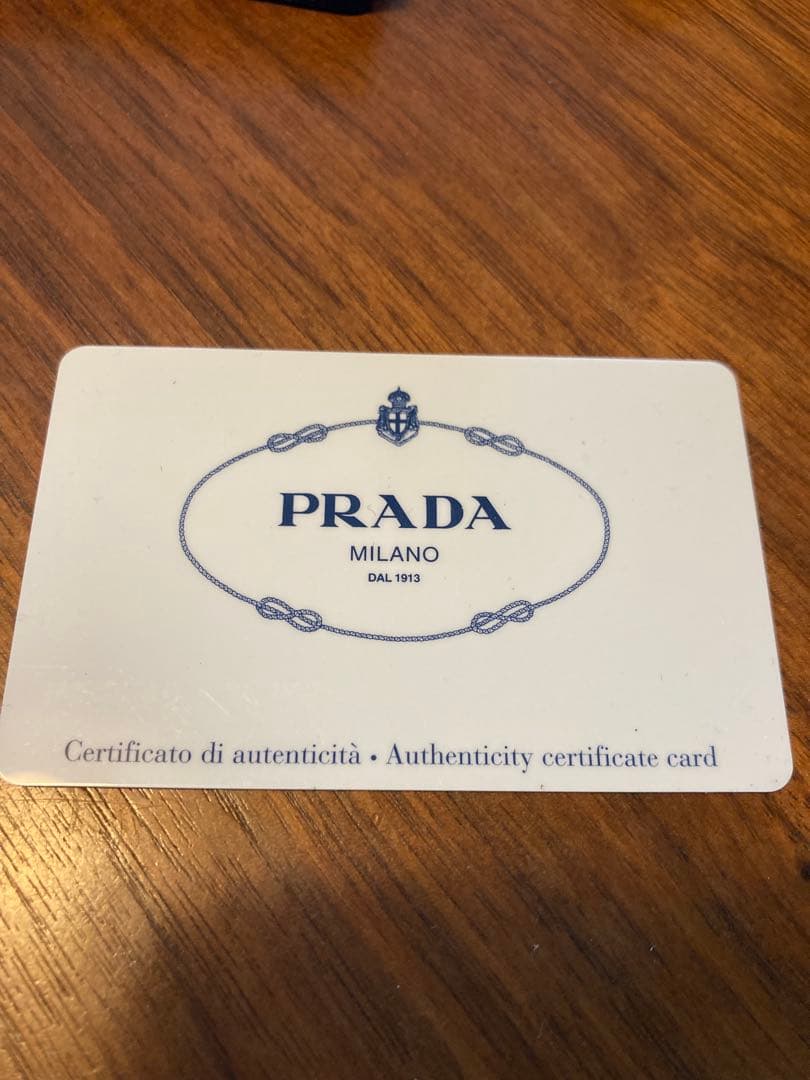 PRADA
MILANO
DAL 1913
Certificato di autenticità • Authenticity certificate card